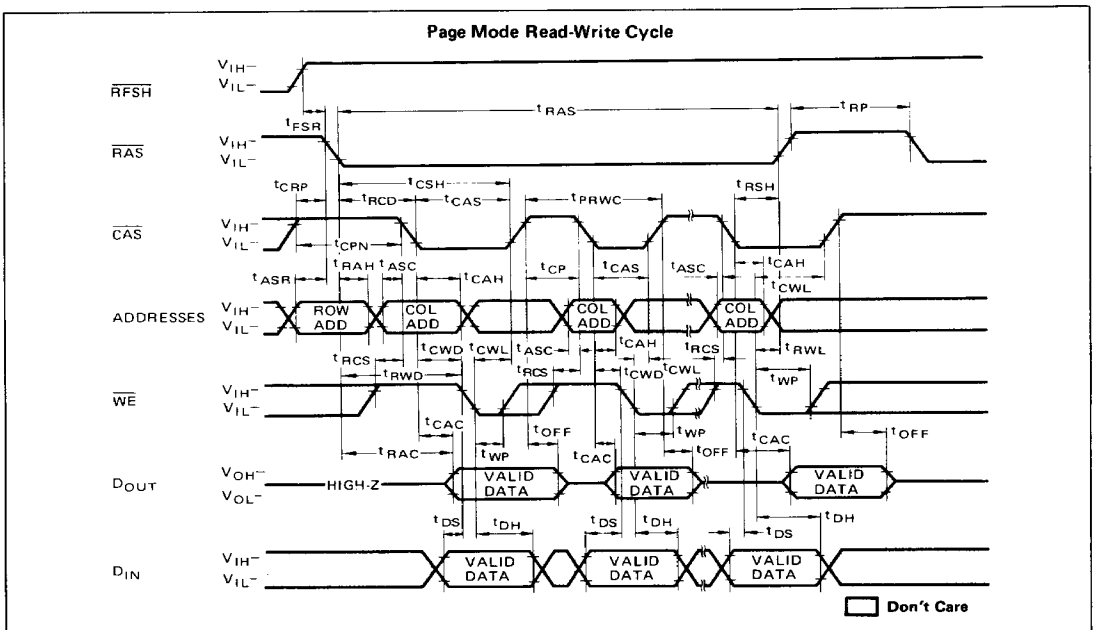 Page Mode Read-Write Cycle
RFSH
VIH-
VIL-
tFSR
tRAS
tRP
RAS
VIH-
VIL-
tCRP
tCSH
tRCD
tCAS
tPRWC
tRSH
CAS
VIH-
VIL-
tCPN
tCAH
tASR
tRAH
tASC
tCAH
tCP
tCAS
tASC
tCWL
ADDRESSES
VIH-
VIL-
ROW ADD
COL ADD
COL ADD
COL ADD
tRCS
tCWD
tCWL
tASC
tCAH
tRCS
tRWL
tRWD
tRCS
tCWD
tCWL
tWP
WE
VIH-
VIL-
tCAC
tOFF
tWP
tCAC
tOFF
tRAC
tWP
tCAC
tOFF
DOUT
VOH-
VOL-
HIGH-Z
VALID DATA
VALID DATA
VALID DATA
tDS
tDH
tDS
tDH
tDH
tDS
DIN
VIH-
VIL-
VALID DATA
VALID DATA
VALID DATA
Don't Care